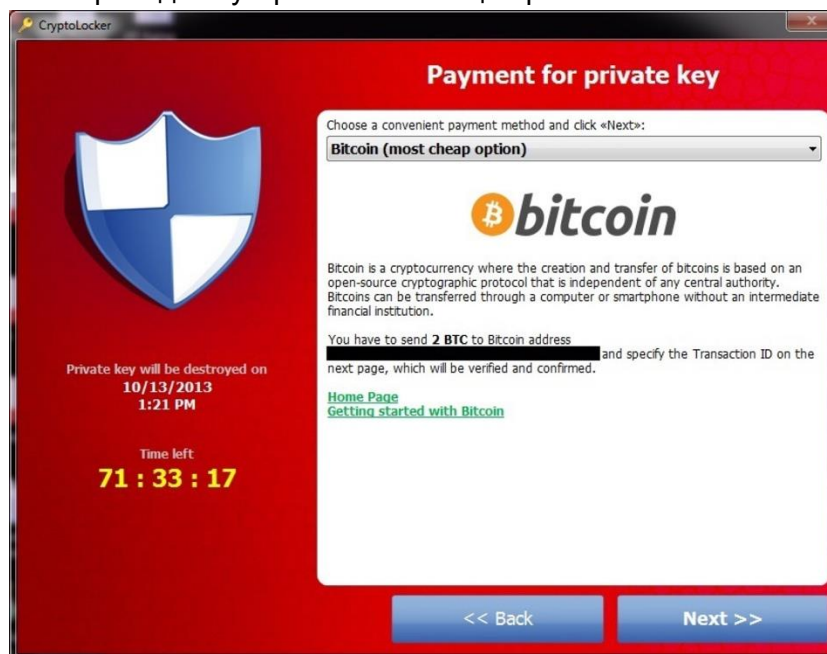 CryptoLocker
Payment for private key
Choose a convenient payment method and click «Next»:
Bitcoin (most cheap option)
bitcoin
Bitcoin is a cryptocurrency where the creation and transfer of bitcoins is based on an
open-source cryptographic protocol that is independent of any central authority.
Bitcoins can be transferred through a computer or smartphone without an intermediate
financial institution.
You have to send 2 BTC to Bitcoin address
and specify the Transaction ID on the
next page, which will be verified and confirmed.
Home Page
Getting started with Bitcoin
Private key will be destroyed on
10/13/2013
1:21 PM
Time left
71 : 33 : 17
<< Back
Next >>